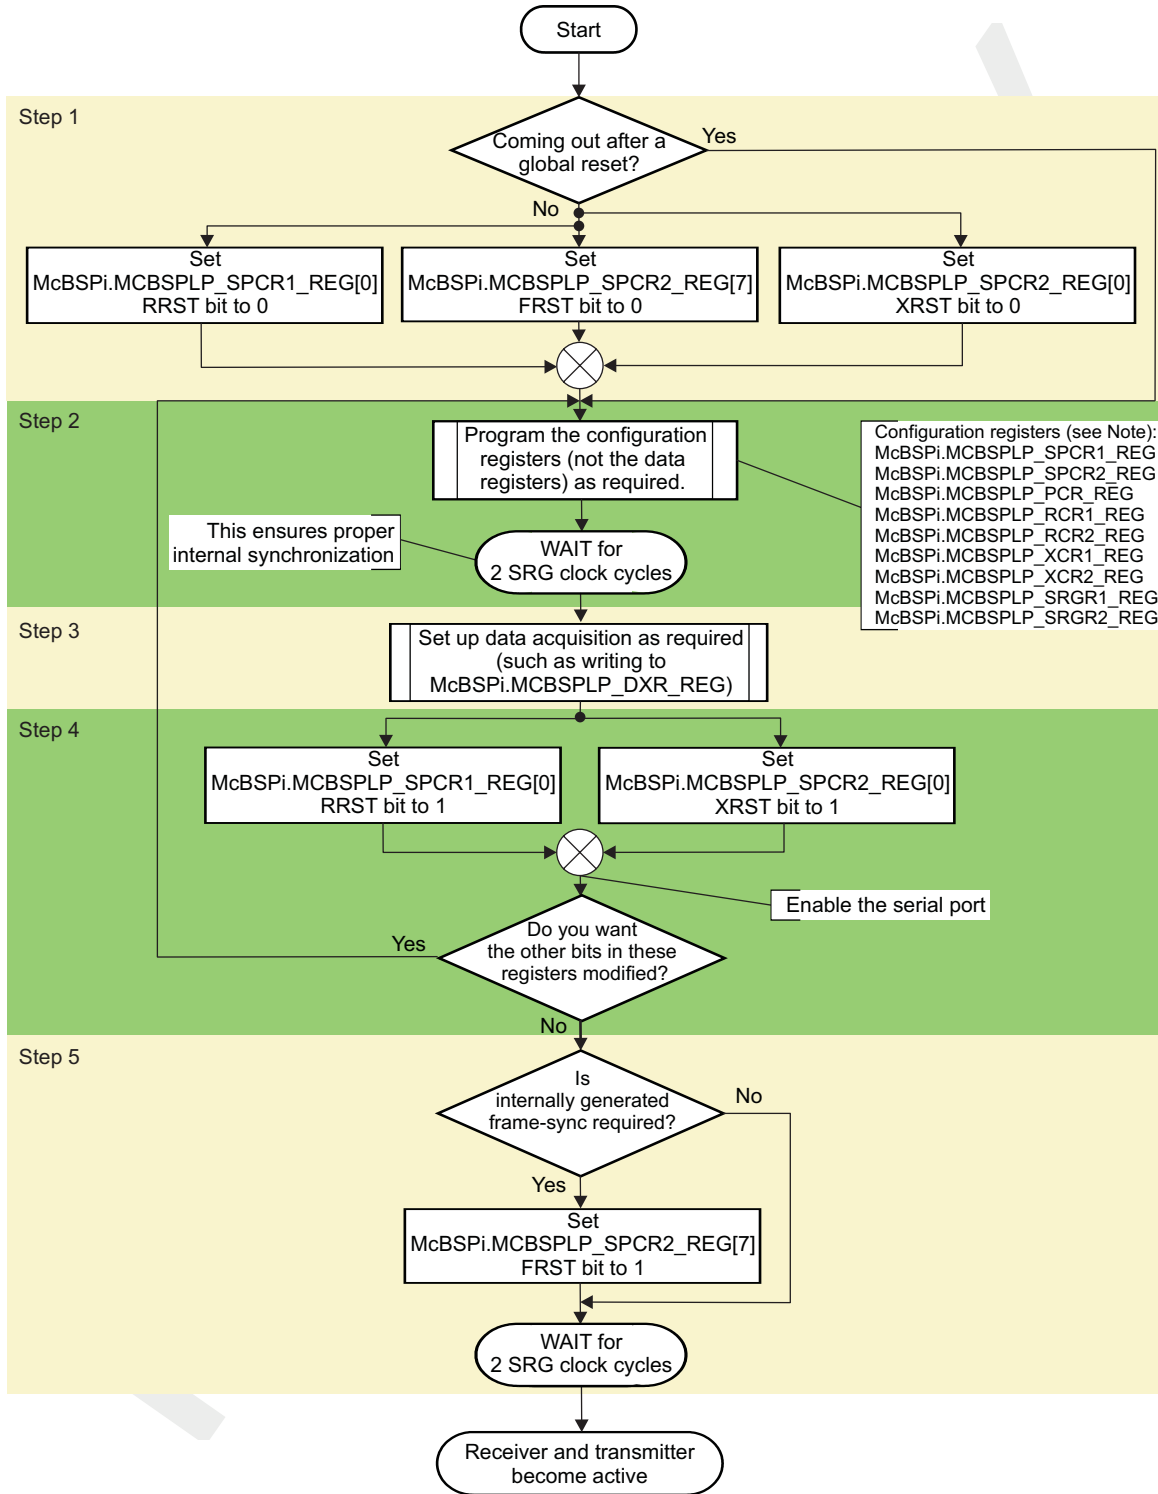 Start
Step 1
Coming out after a
global reset?
Yes
No
Set
McBSPi.MCBSPLP_SPCR1_REG[0]
RRST bit to 0
Set
McBSPi.MCBSPLP_SPCR2_REG[7]
FRST bit to 0
Set
McBSPi.MCBSPLP_SPCR2_REG[0]
XRST bit to 0
Step 2
Program the configuration
registers (not the data
registers) as required.
Configuration registers (see Note):
McBSPi.MCBSPLP_SPCR1_REG
McBSPi.MCBSPLP_SPCR2_REG
McBSPi.MCBSPLP_PCR_REG
McBSPi.MCBSPLP_RCR1_REG
McBSPi.MCBSPLP_RCR2_REG
McBSPi.MCBSPLP_XCR1_REG
McBSPi.MCBSPLP_XCR2_REG
McBSPi.MCBSPLP_SRGR1_REG
McBSPi.MCBSPLP_SRGR2_REG
This ensures proper
internal synchronization
WAIT for
2 SRG clock cycles
Step 3
Set up data acquisition as required
(such as writing to
McBSPi.MCBSPLP_DXR_REG)
Step 4
Set
McBSPi.MCBSPLP_SPCR1_REG[0]
RRST bit to 1
Set
McBSPi.MCBSPLP_SPCR2_REG[0]
XRST bit to 1
Enable the serial port
Do you want
the other bits in these
registers modified?
Yes
No
Step 5
Is
internally generated
frame-sync required?
No
Yes
Set
McBSPi.MCBSPLP_SPCR2_REG[7]
FRST bit to 1
WAIT for
2 SRG clock cycles
Receiver and transmitter
become active